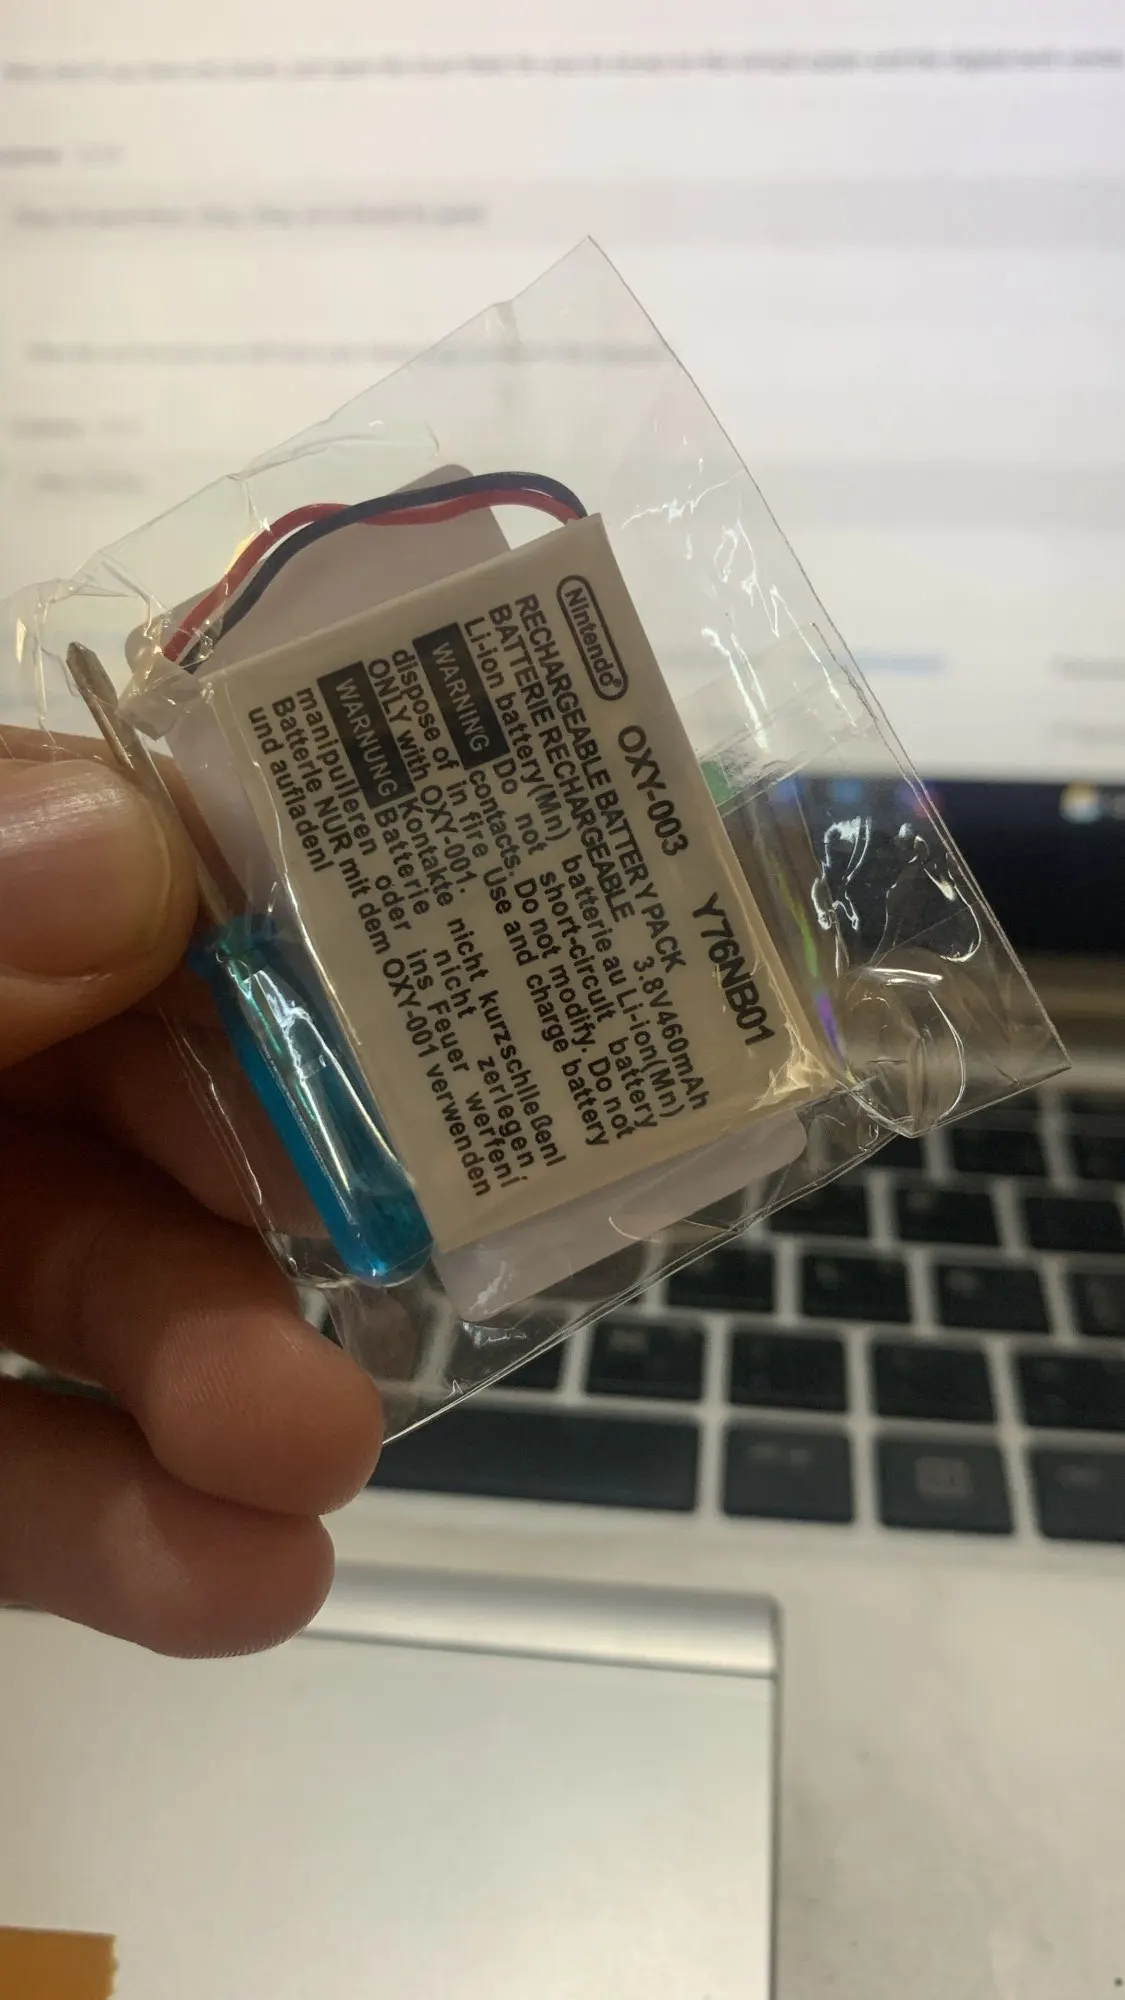 Nintendo® OXY-003 Y76NB01
RECHARGEABLE BATTERY PACK
BATTERIE RECHARGEABLE 3.8V460mAh
Li-ion battery(Mn) batterie au Li-ion(Mn)
WARNING Do not short-circuit battery
contacts. Do not modify. Do not
dispose of in fire Use and charge battery
ONLY with OXY-001.
WARNUNG Kontakte nicht kurzschließen!
Batterie nicht zerlegen,
manipulieren oder ins Feuer werfen!
Batterie NUR mit dem OXY-001 verwenden
und aufladen!